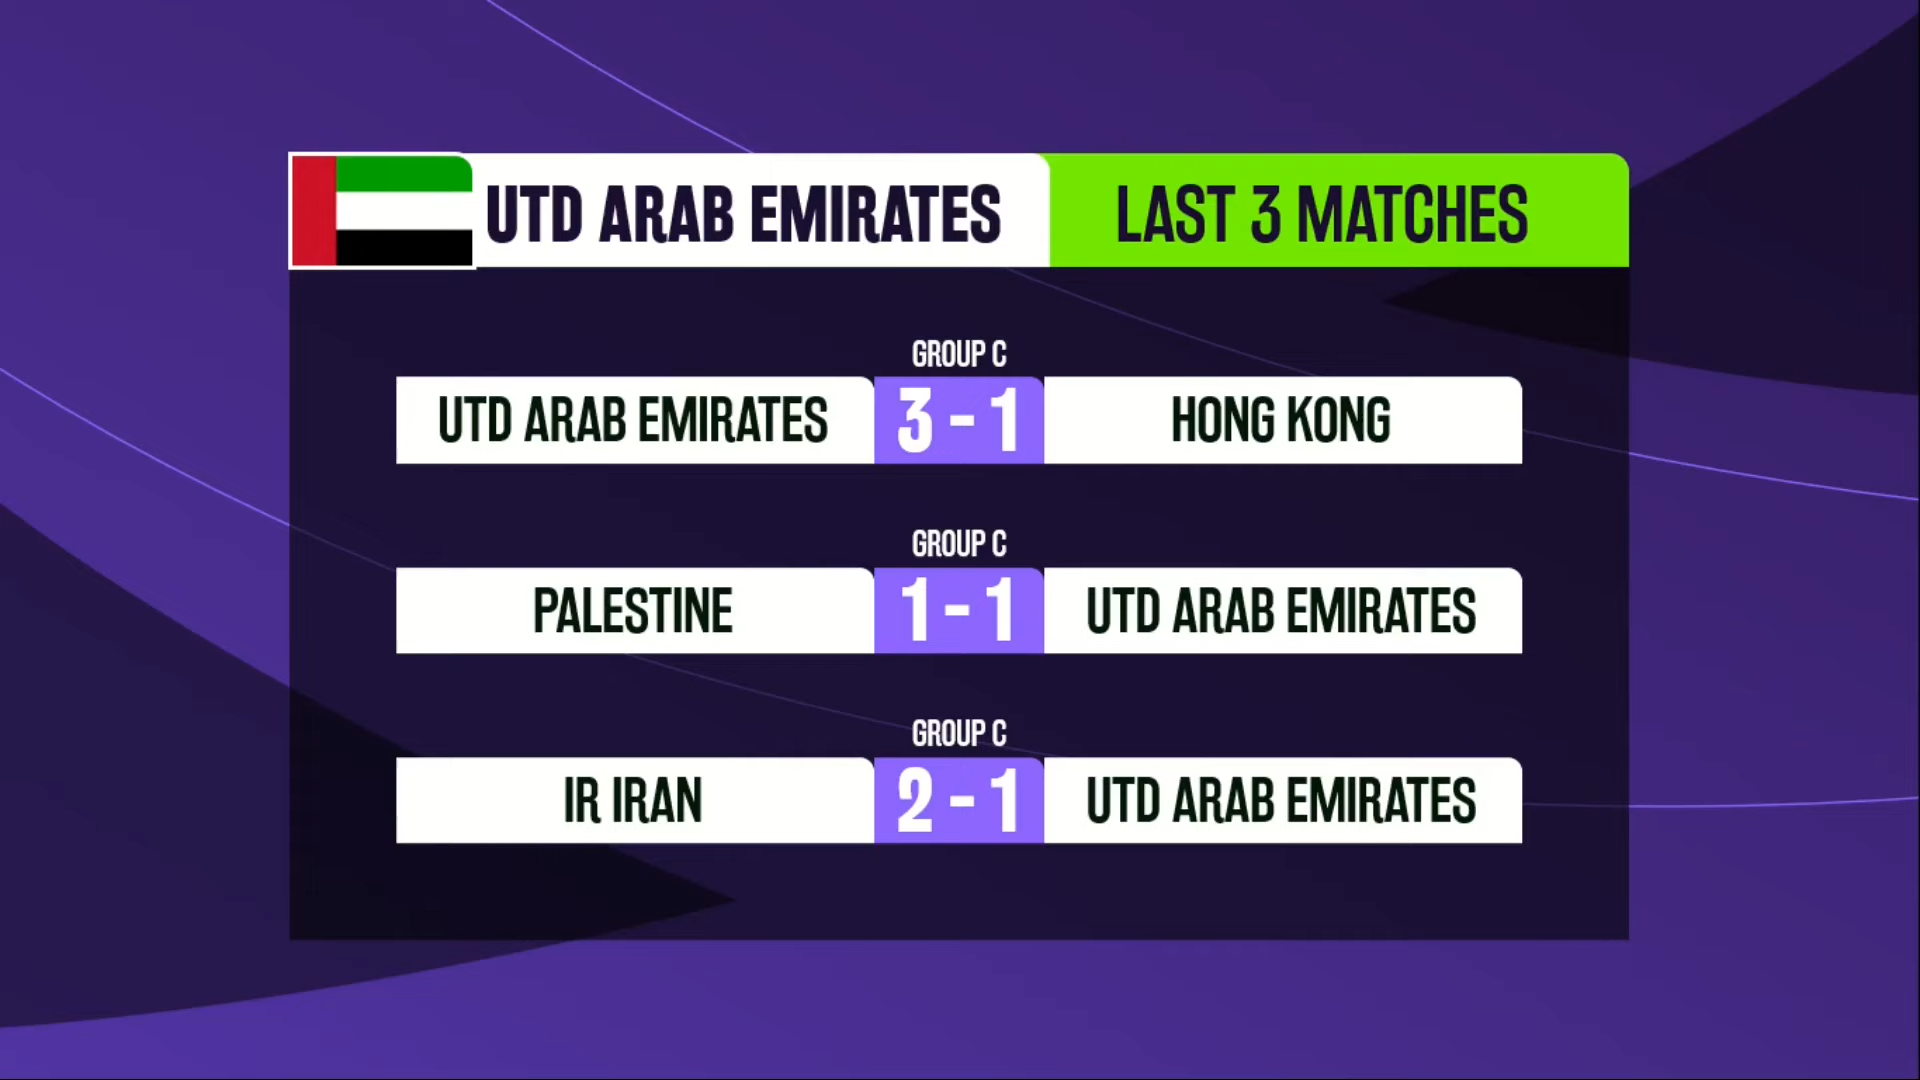 UTD ARAB EMIRATES LAST 3 MATCHES
GROUP C
UTD ARAB EMIRATES 3 - 1 HONG KONG
GROUP C
PALESTINE 1 - 1 UTD ARAB EMIRATES
GROUP C
IR IRAN 2 - 1 UTD ARAB EMIRATES